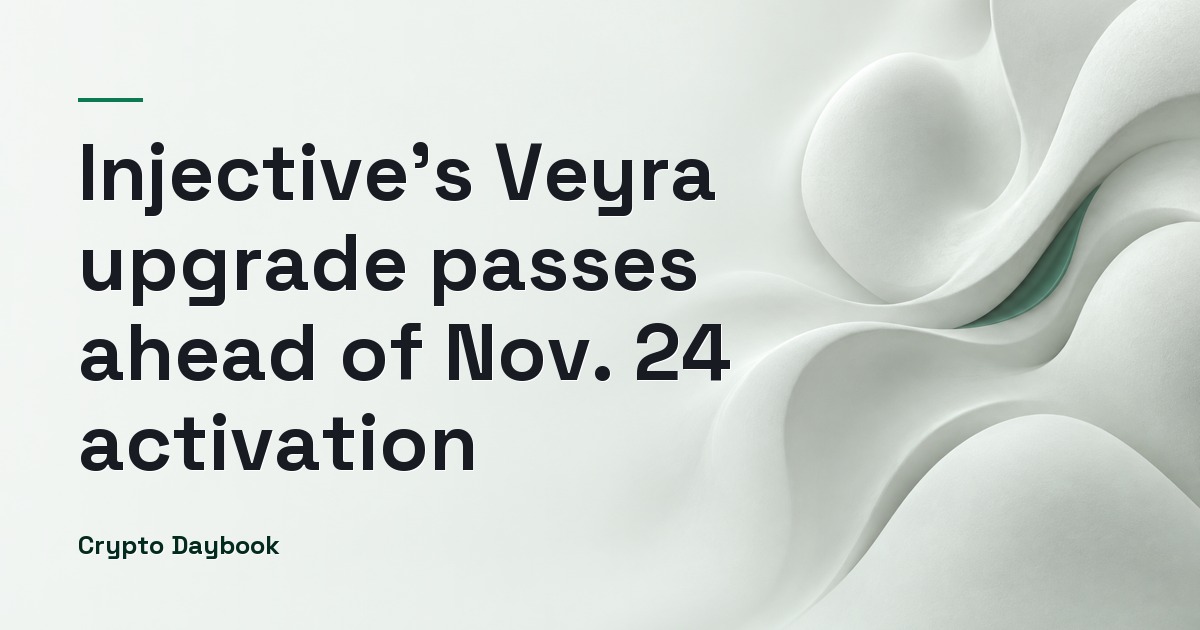 Injective’s Veyra
upgrade passes
ahead of Nov. 24
activation
Crypto Daybook